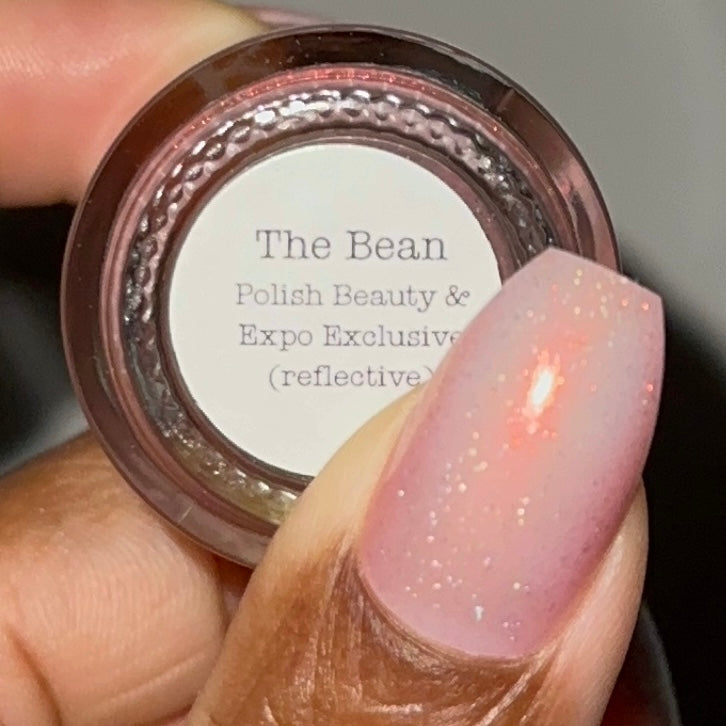 The Bean
Polish Beauty &
Expo Exclusive
(reflective)